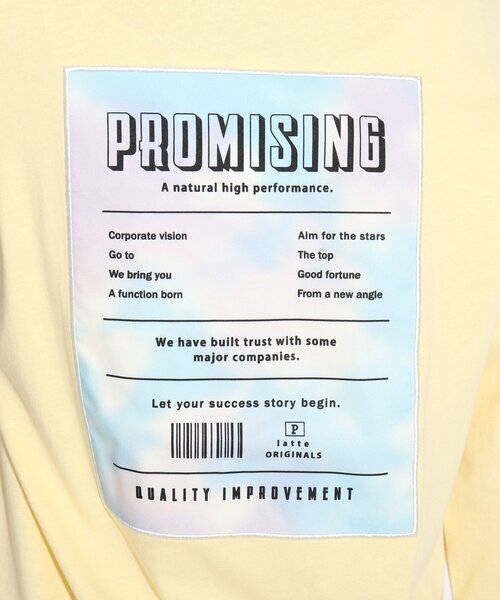 PROMISING
A natural high performance.
Corporate vision Aim for the stars
Go to The top
We bring you Good fortune
A function born From a new angle
We have built trust with some
major companies.
Let your success story begin.
P
latte
ORIGINALS
QUALITY IMPROVEMENT